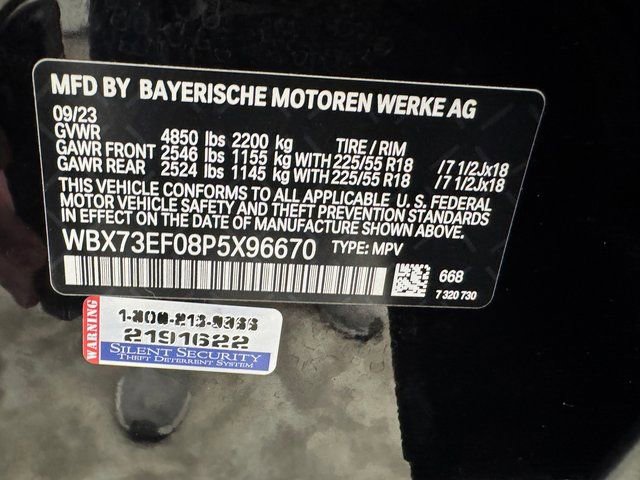 MFD BY BAYERISCHE MOTOREN WERKE AG
09/23
GVWR 4850 lbs 2200 kg TIRE / RIM
GAWR FRONT 2546 lbs 1155 kg WITH 225/55 R18 /7 1/2Jx18
GAWR REAR 2524 lbs 1145 kg WITH 225/55 R18 /7 1/2Jx18
THIS VEHICLE CONFORMS TO ALL APPLICABLE U. S. FEDERAL
MOTOR VEHICLE SAFETY, BUMPER, AND THEFT PREVENTION STANDARDS
IN EFFECT ON THE DATE OF MANUFACTURE SHOWN ABOVE.
WBX73EF08P5X96670 TYPE: MPV
668
7 320 730
WARNING
2191622
SILENT SECURITY
THEFT DETERRENT SYSTEM